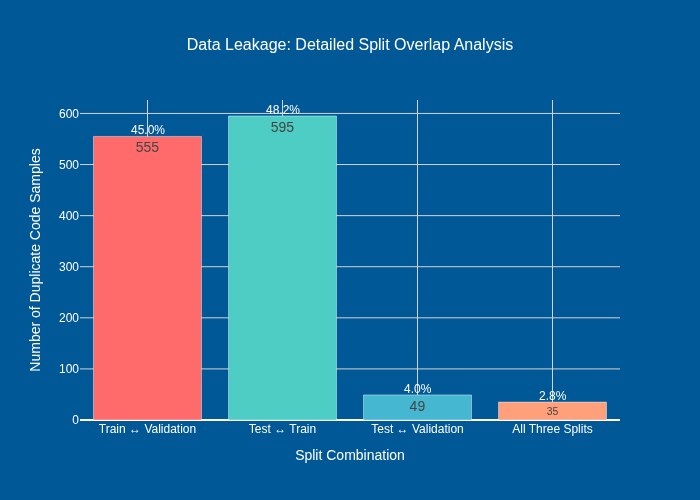 Data Leakage: Detailed Split Overlap Analysis
Number of Duplicate Code Samples
600
500
400
300
200
100
0
45.0%
555
48.2%
595
4.0%
49
2.8%
35
Train ↔ Validation
Test ↔ Train
Test ↔ Validation
All Three Splits
Split Combination